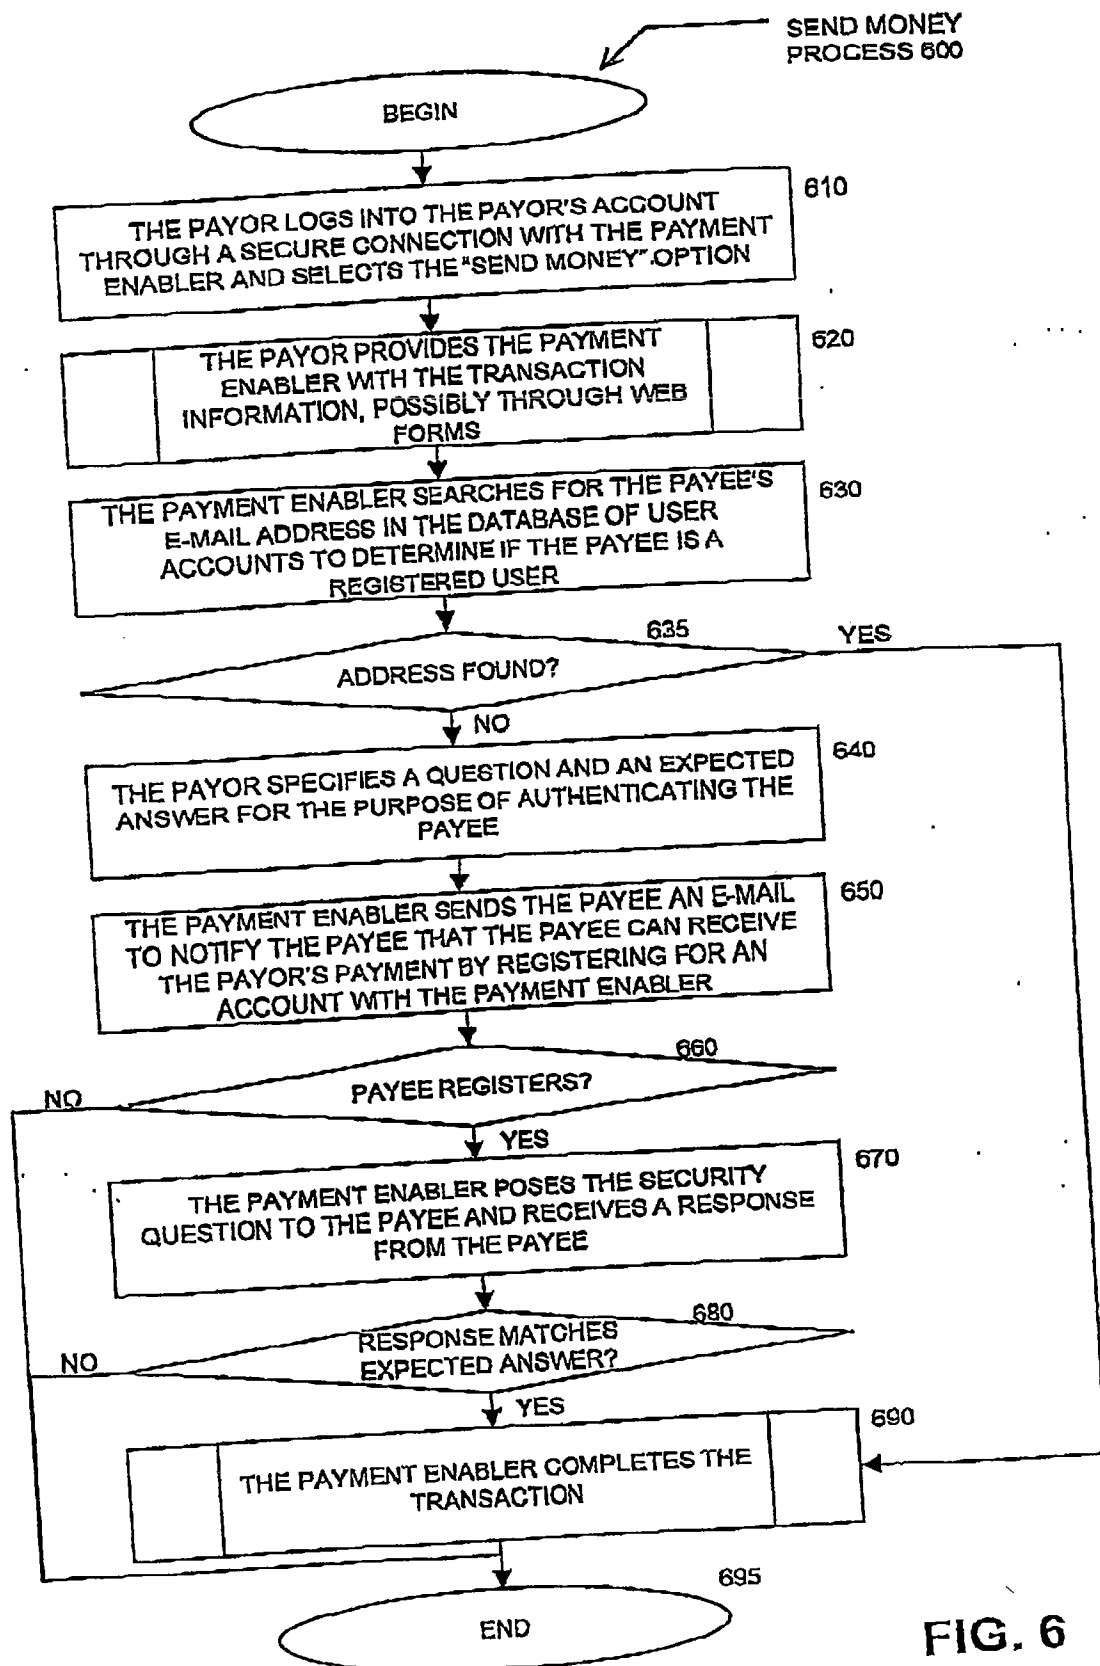 SEND MONEY
PROCESS 600
BEGIN
610
THE PAYOR LOGS INTO THE PAYOR'S ACCOUNT
THROUGH A SECURE CONNECTION WITH THE PAYMENT
ENABLER AND SELECTS THE "SEND MONEY" OPTION
620
THE PAYOR PROVIDES THE PAYMENT
ENABLER WITH THE TRANSACTION
INFORMATION, POSSIBLY THROUGH WEB
FORMS
630
THE PAYMENT ENABLER SEARCHES FOR THE PAYEE'S
E-MAIL ADDRESS IN THE DATABASE OF USER
ACCOUNTS TO DETERMINE IF THE PAYEE IS A
REGISTERED USER
635
YES
ADDRESS FOUND?
NO
640
THE PAYOR SPECIFIES A QUESTION AND AN EXPECTED
ANSWER FOR THE PURPOSE OF AUTHENTICATING THE
PAYEE
650
THE PAYMENT ENABLER SENDS THE PAYEE AN E-MAIL
TO NOTIFY THE PAYEE THAT THE PAYEE CAN RECEIVE
THE PAYOR'S PAYMENT BY REGISTERING FOR AN
ACCOUNT WITH THE PAYMENT ENABLER
660
PAYEE REGISTERS?
NO
YES
670
THE PAYMENT ENABLER POSES THE SECURITY
QUESTION TO THE PAYEE AND RECEIVES A RESPONSE
FROM THE PAYEE
680
RESPONSE MATCHES
EXPECTED ANSWER?
NO
YES
690
THE PAYMENT ENABLER COMPLETES THE
TRANSACTION
695
END
FIG. 6